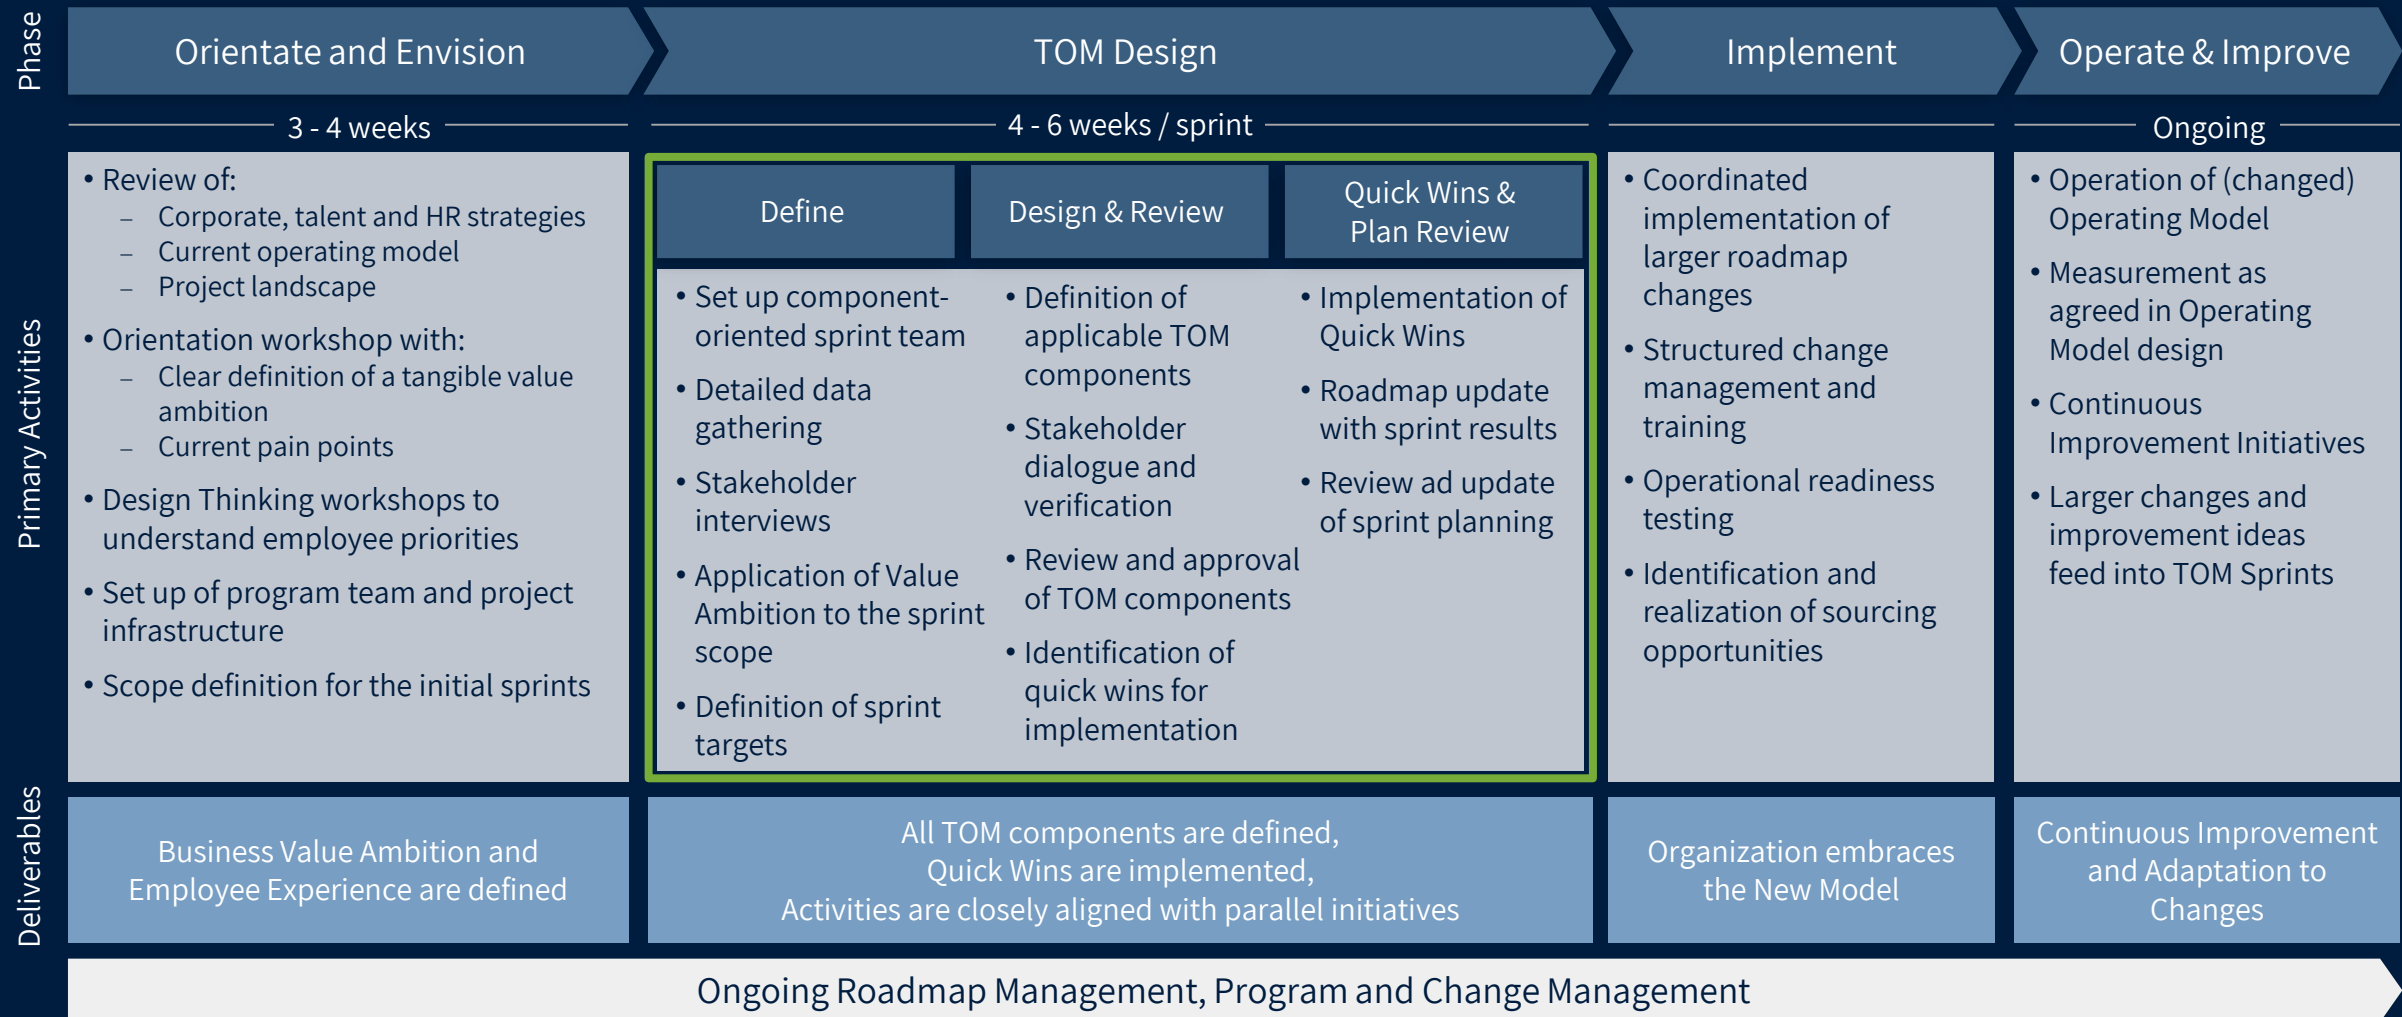 Phase
Orientate and Envision
TOM Design
Implement
Operate & Improve
3 - 4 weeks
4 - 6 weeks / sprint
Ongoing
Primary Activities
• Review of:
– Corporate, talent and HR strategies
– Current operating model
– Project landscape
• Orientation workshop with:
– Clear definition of a tangible value
ambition
– Current pain points
• Design Thinking workshops to
understand employee priorities
• Set up of program team and project
infrastructure
• Scope definition for the initial sprints
Define
• Set up component-
oriented sprint team
• Detailed data
gathering
• Stakeholder
interviews
• Application of Value
Ambition to the sprint
scope
• Definition of sprint
targets
Design & Review
• Definition of
applicable TOM
components
• Stakeholder
dialogue and
verification
• Review and approval
of TOM components
• Identification of
quick wins for
implementation
Quick Wins &
Plan Review
• Implementation of
Quick Wins
• Roadmap update
with sprint results
• Review ad update
of sprint planning
• Coordinated
implementation of
larger roadmap
changes
• Structured change
management and
training
• Operational readiness
testing
• Identification and
realization of sourcing
opportunities
• Operation of (changed)
Operating Model
• Measurement as
agreed in Operating
Model design
• Continuous
Improvement Initiatives
• Larger changes and
improvement ideas
feed into TOM Sprints
Deliverables
Business Value Ambition and
Employee Experience are defined
All TOM components are defined,
Quick Wins are implemented,
Activities are closely aligned with parallel initiatives
Organization embraces
the New Model
Continuous Improvement
and Adaptation to
Changes
Ongoing Roadmap Management, Program and Change Management